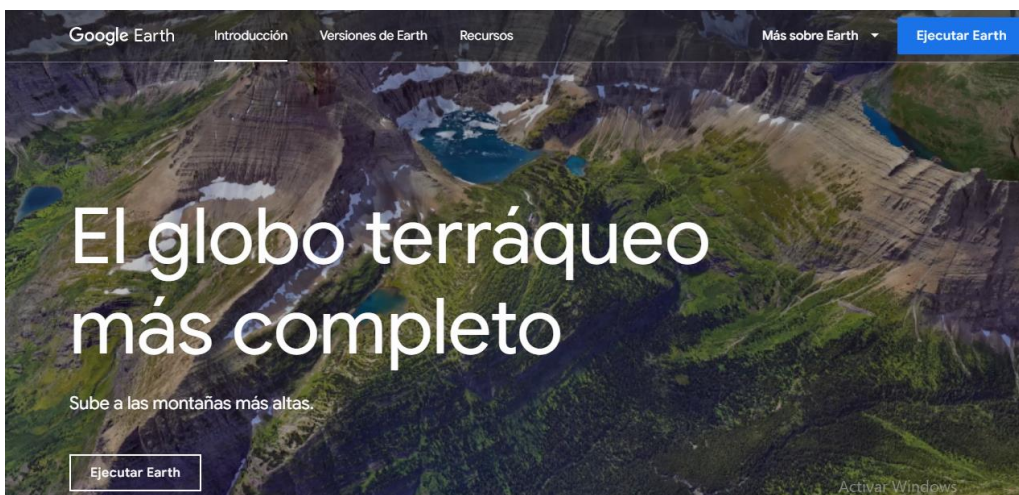 Google Earth Introducción Versiones de Earth Recursos Más sobre Earth Ejecutar Earth
El globo terráqueo
más completo
Sube a las montañas más altas.
Ejecutar Earth
Activar Windows